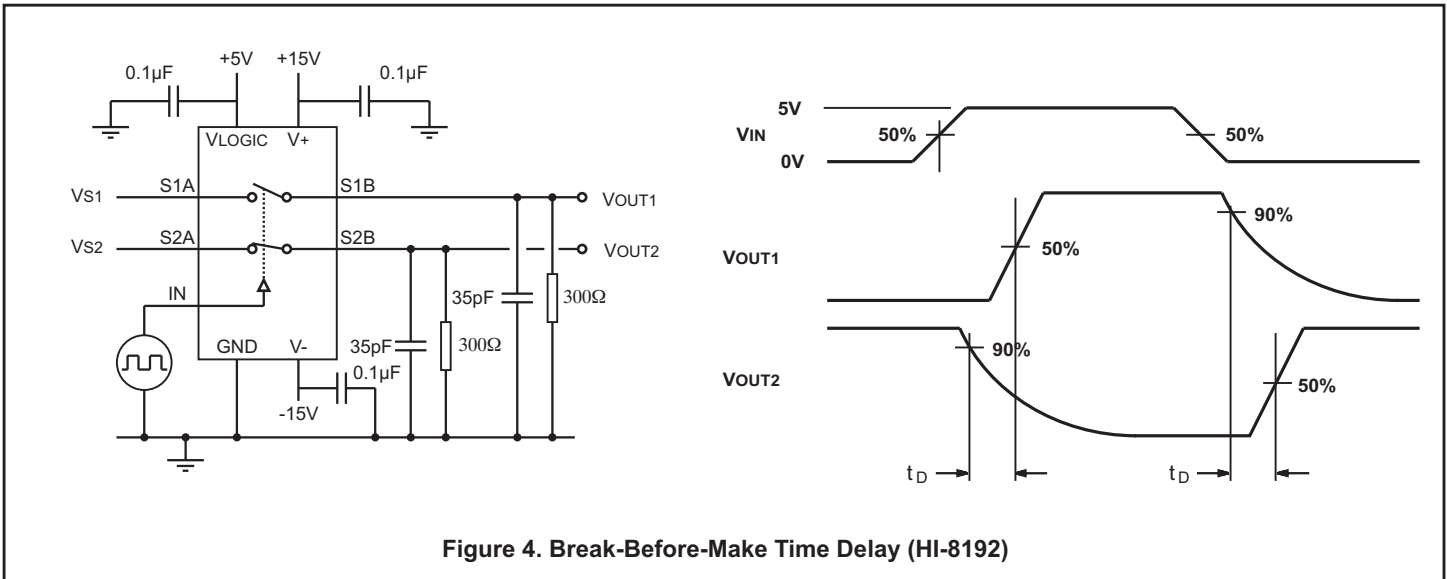 +5V
+15V
0.1µF
0.1µF
VLOGIC
V+
VS1
S1A
S1B
VOUT1
VS2
S2A
S2B
VOUT2
IN
35pF
300Ω
GND
V-
35pF
300Ω
0.1µF
-15V
5V
VIN
50%
50%
0V
90%
VOUT1
50%
90%
VOUT2
50%
tD
tD
Figure 4. Break-Before-Make Time Delay (HI-8192)